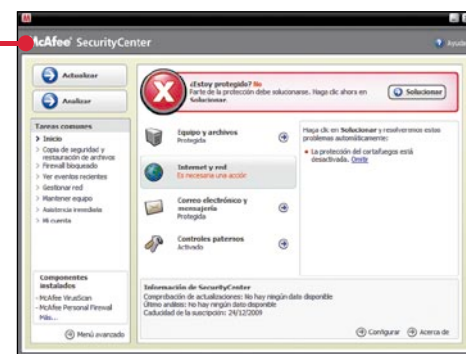 McAfee SecurityCenter
Ayuda
Actualizar
Analizar
Tareas comunes
Inicio
Copia de seguridad y
restauración de archivos
Firewall bloqueado
Ver eventos recientes
Gestionar red
Mantener equipo
Asistencia inmediata
Mi cuenta
Componentes
instalados
-McAfee VirusScan
-McAfee Personal Firewall
Más...
Menú avanzado
¿Estoy protegido? No
Parte de la protección debe solucionarse. Haga clic ahora en
Solucionar.
Solucionar
Equipo y archivos
Protegida
Internet y red
Es necesaria una acción
Correo electrónico y
mensajería
Protegida
Controles paternos
Activado
Haga clic en Solucionar y resolveremos estos
problemas automáticamente:
• La protección del cortafuegos está
desactivada. Omitir
Información de SecurityCenter
Comprobación de actualizaciones: No hay ningún dato disponible
Último análisis: No hay ningún dato disponible
Caducidad de la suscripción: 24/12/2009
Configurar
Acerca de